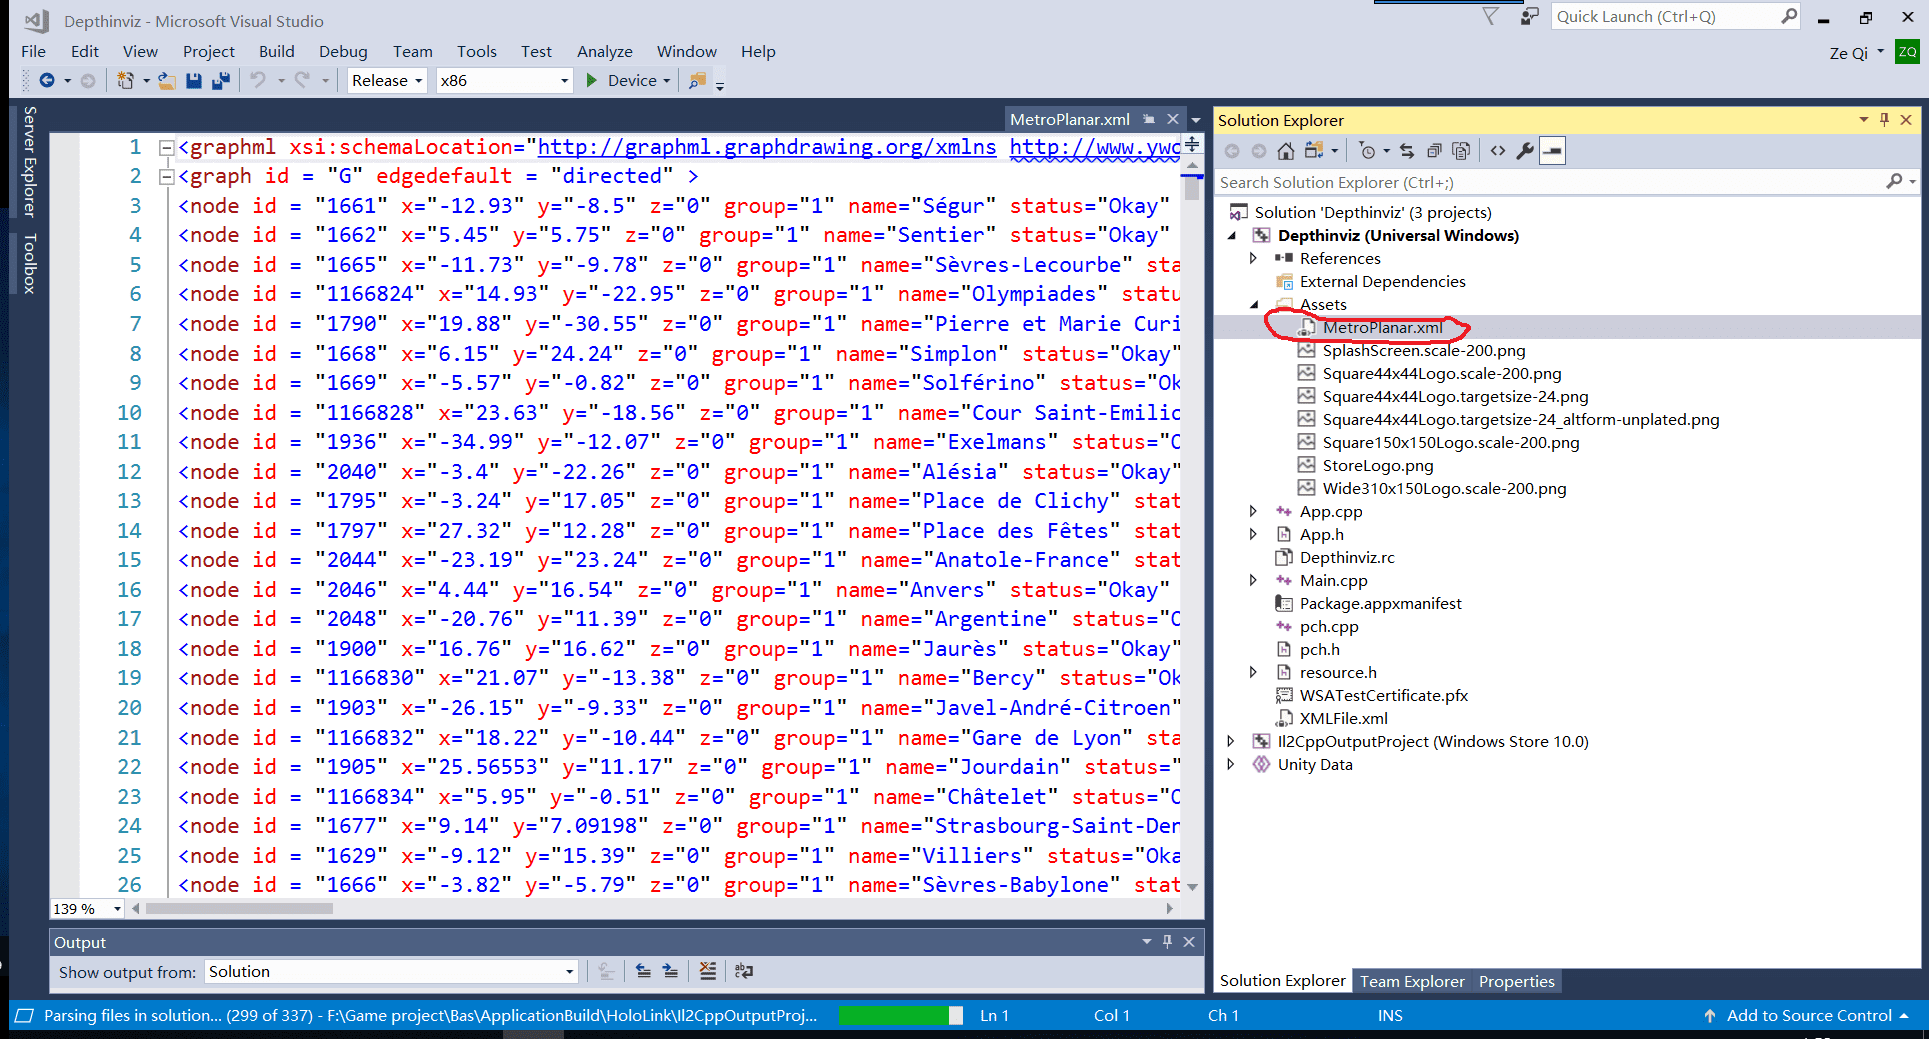 Depthinviz - Microsoft Visual Studio
Quick Launch (Ctrl+Q)
File Edit View Project Build Debug Team Tools Test Analyze Window Help
Ze Qi ZQ
Release x86 Device
Server Explorer
Toolbox
MetroPlanar.xml
1 <graphml xsi:schemaLocation="http://graphml.graphdrawing.org/xmlns http://www.ywo
2 <graph id = "G" edgedefault = "directed" >
3 <node id = "1661" x="-12.93" y="-8.5" z="0" group="1" name="Ségur" status="Okay"
4 <node id = "1662" x="5.45" y="5.75" z="0" group="1" name="Sentier" status="Okay"
5 <node id = "1665" x="-11.73" y="-9.78" z="0" group="1" name="Sèvres-Lecourbe" sta
6 <node id = "1166824" x="14.93" y="-22.95" z="0" group="1" name="Olympiades" statu
7 <node id = "1790" x="19.88" y="-30.55" z="0" group="1" name="Pierre et Marie Curi
8 <node id = "1668" x="6.15" y="24.24" z="0" group="1" name="Simplon" status="Okay"
9 <node id = "1669" x="-5.57" y="-0.82" z="0" group="1" name="Solférino" status="Ok
10 <node id = "1166828" x="23.63" y="-18.56" z="0" group="1" name="Cour Saint-Emilic
11 <node id = "1936" x="-34.99" y="-12.07" z="0" group="1" name="Exelmans" status="O
12 <node id = "2040" x="-3.4" y="-22.26" z="0" group="1" name="Alésia" status="Okay"
13 <node id = "1795" x="-3.24" y="17.05" z="0" group="1" name="Place de Clichy" stat
14 <node id = "1797" x="27.32" y="12.28" z="0" group="1" name="Place des Fêtes" stat
15 <node id = "2044" x="-23.19" y="23.24" z="0" group="1" name="Anatole-France" stat
16 <node id = "2046" x="4.44" y="16.54" z="0" group="1" name="Anvers" status="Okay"
17 <node id = "2048" x="-20.76" y="11.39" z="0" group="1" name="Argentine" status="O
18 <node id = "1900" x="16.76" y="16.62" z="0" group="1" name="Jaurès" status="Okay"
19 <node id = "1166830" x="21.07" y="-13.38" z="0" group="1" name="Bercy" status="Ok
20 <node id = "1903" x="-26.15" y="-9.33" z="0" group="1" name="Javel-André-Citroen"
21 <node id = "1166832" x="18.22" y="-10.44" z="0" group="1" name="Gare de Lyon" sta
22 <node id = "1905" x="25.56553" y="11.17" z="0" group="1" name="Jourdain" status="
23 <node id = "1166834" x="5.95" y="-0.51" z="0" group="1" name="Châtelet" status="O
24 <node id = "1677" x="9.14" y="7.09198" z="0" group="1" name="Strasbourg-Saint-Den
25 <node id = "1629" x="-9.12" y="15.39" z="0" group="1" name="Villiers" status="Oka
26 <node id = "1666" x="-3.82" y="-5.79" z="0" group="1" name="Sèvres-Babylone" stat
139 %
Output
Show output from: Solution
Solution Explorer
Search Solution Explorer (Ctrl+;)
Solution 'Depthinviz' (3 projects)
Depthinviz (Universal Windows)
References
External Dependencies
Assets
MetroPlanar.xml
SplashScreen.scale-200.png
Square44x44Logo.scale-200.png
Square44x44Logo.targetsize-24.png
Square44x44Logo.targetsize-24_altform-unplated.png
Square150x150Logo.scale-200.png
StoreLogo.png
Wide310x150Logo.scale-200.png
App.cpp
App.h
Depthinviz.rc
Main.cpp
Package.appxmanifest
pch.cpp
pch.h
resource.h
WSATestCertificate.pfx
XMLFile.xml
Il2CppOutputProject (Windows Store 10.0)
Unity Data
Solution Explorer Team Explorer Properties
Parsing files in solution... (299 of 337) - F:\Game project\Bas\ApplicationBuild\HoloLink\Il2CppOutputProj... Ln 1 Col 1 Ch 1 INS Add to Source Control